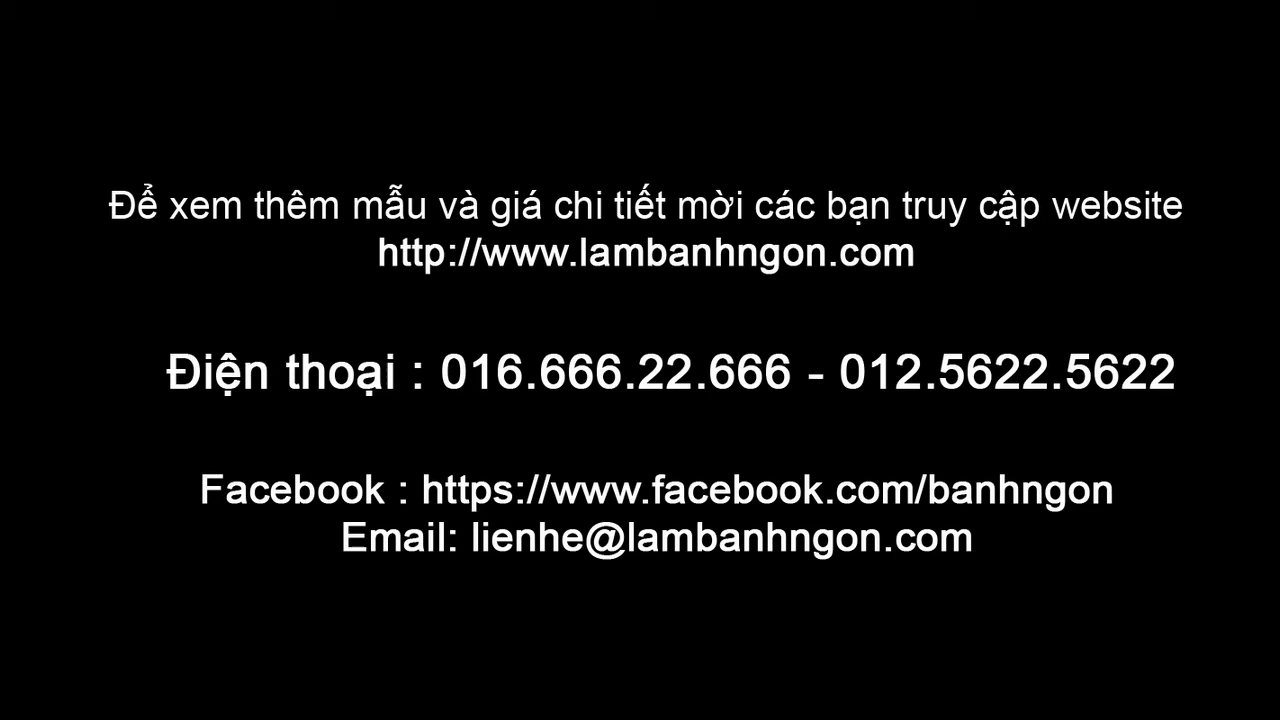 Để xem thêm mẫu và giá chi tiết mời các bạn truy cập website
http://www.lambanhngon.com
Điện thoại : 016.666.22.666 - 012.5622.5622
Facebook : https://www.facebook.com/banhngon
Email: lienhe@lambanhngon.com